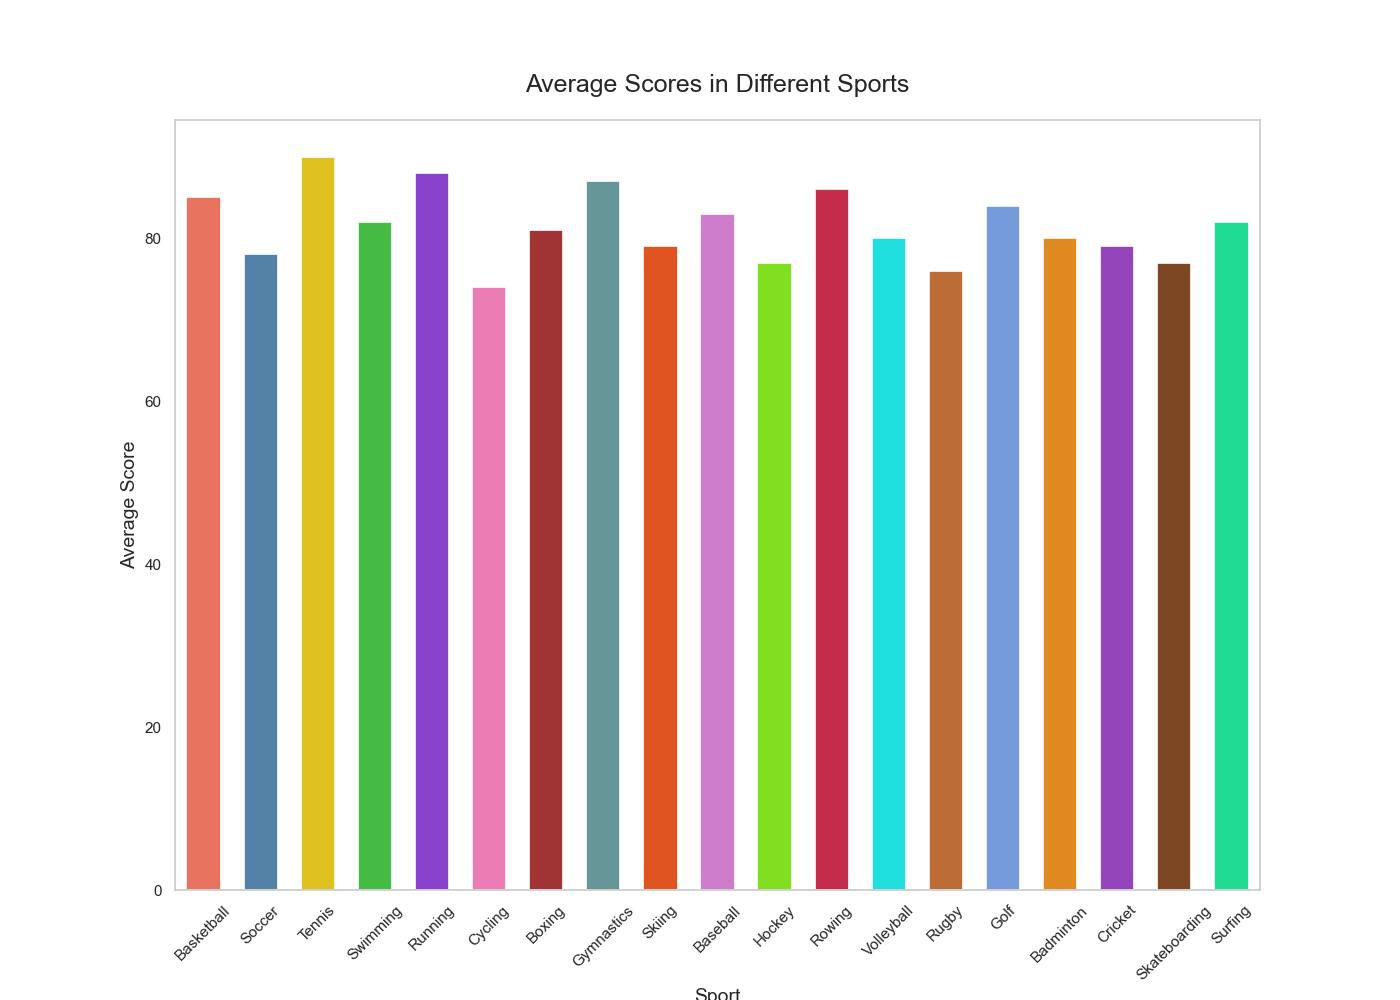 Average Scores in Different Sports
80
60
40
20
0
Average Score
Basketball
Soccer
Tennis
Swimming
Running
Cycling
Boxing
Gymnastics
Skiing
Baseball
Hockey
Rowing
Volleyball
Rugby
Golf
Badminton
Cricket
Skateboarding
Surfing
Sport